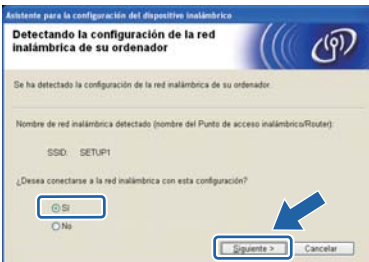 Asistente para la configuración del dispositivo inalámbrico
Detectando la configuración de la red
inalámbrica de su ordenador
Se ha detectado la configuración de la red inalámbrica de su ordenador.
Nombre de red inalámbrica detectado (nombre del Punto de acceso inalámbrico/Router):
SSID: SETUP1
¿Desea conectarse a la red inalámbrica con esta configuración?
Sí
No
Siguiente > Cancelar